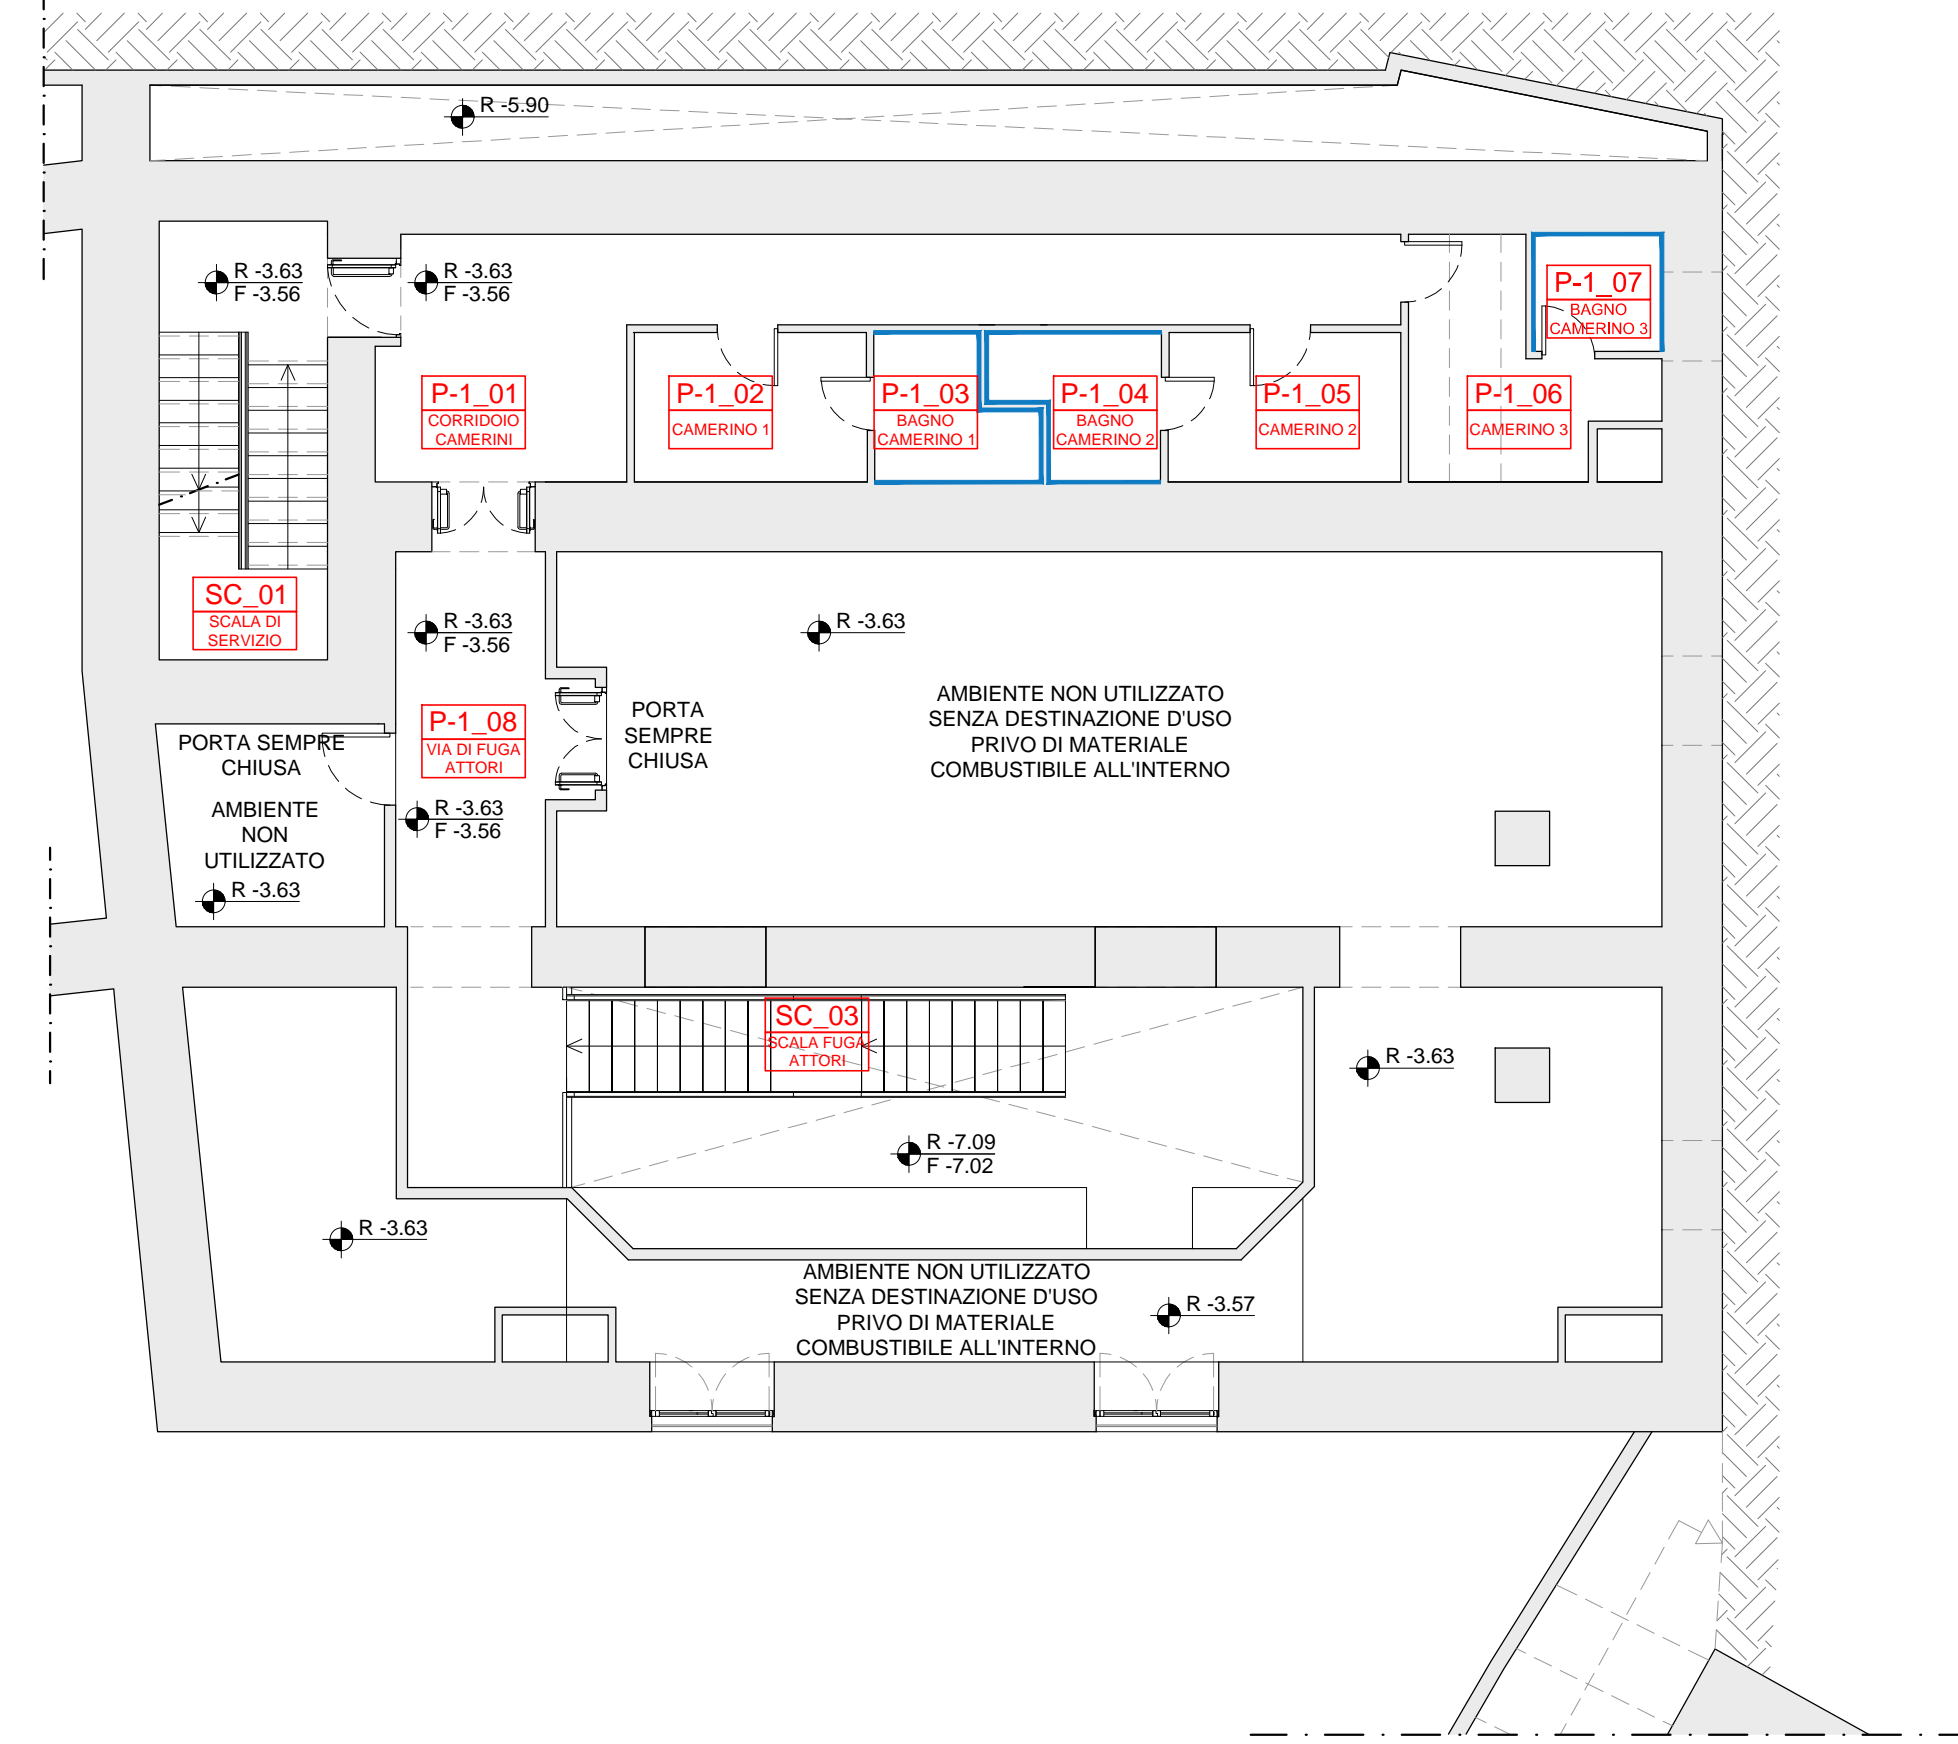 R -5.90
R -3.63
F -3.56
R -3.63
F -3.56
P-1_07
BAGNO
CAMERINO 3
P-1_01
CORRIDOIO
CAMERINI
P-1_02
CAMERINO 1
P-1_03
BAGNO
CAMERINO 1
P-1_04
BAGNO
CAMERINO 2
P-1_05
CAMERINO 2
P-1_06
CAMERINO 3
SC_01
SCALA DI
SERVIZIO
R -3.63
F -3.56
R -3.63
AMBIENTE NON UTILIZZATO
SENZA DESTINAZIONE D'USO
PRIVO DI MATERIALE
COMBUSTIBILE ALL'INTERNO
PORTA
SEMPRE
CHIUSA
P-1_08
VIA DI FUGA
ATTORI
PORTA SEMPRE
CHIUSA
AMBIENTE
NON
UTILIZZATO
R -3.63
R -3.63
F -3.56
SC_03
SCALA FUGA
ATTORI
R -3.63
R -7.09
F -7.02
R -3.63
AMBIENTE NON UTILIZZATO
SENZA DESTINAZIONE D'USO
PRIVO DI MATERIALE
COMBUSTIBILE ALL'INTERNO
R -3.57